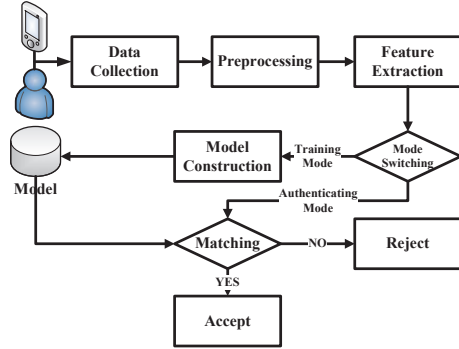 Data
Collection
Preprocessing
Feature
Extraction
Model
Construction
Training
Mode
Mode
Switching
Model
Authenticating
Mode
Matching
NO
Reject
YES
Accept